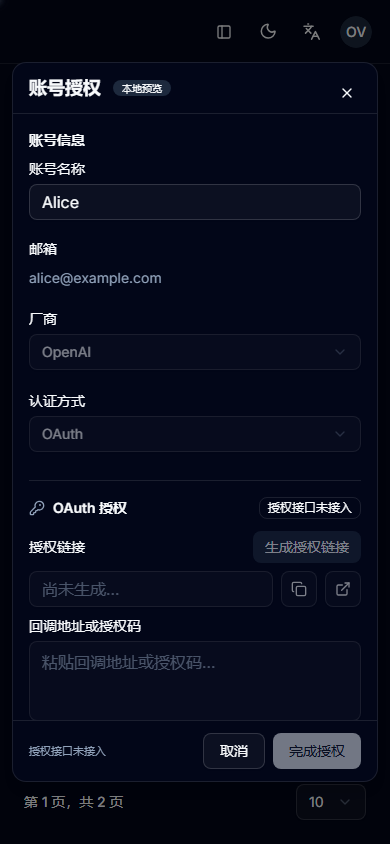 OV
账号授权 本地预览
账号信息
账号名称
Alice
邮箱
alice@example.com
厂商
OpenAI
认证方式
OAuth
OAuth 授权 授权接口未接入
授权链接 生成授权链接
尚未生成...
回调地址或授权码
粘贴回调地址或授权码...
授权接口未接入 取消 完成授权
第 1 页，共 2 页 10